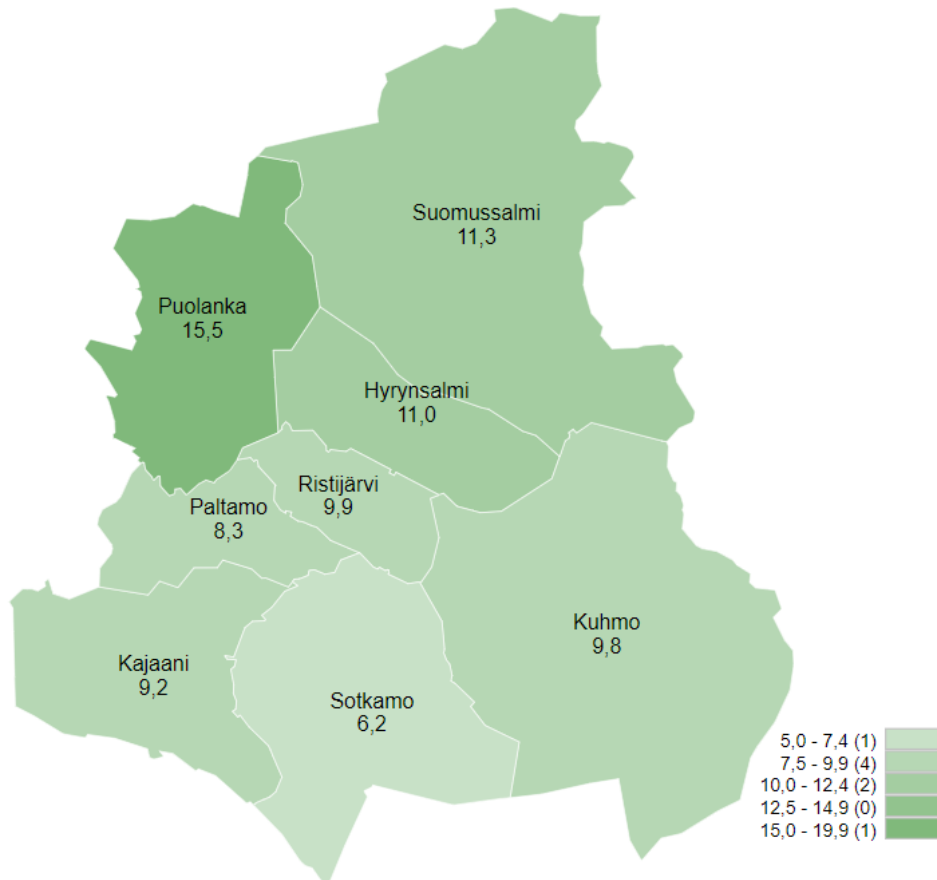 Suomussalmi
11,3
Puolanka
15,5
Hyrynsalmi
11,0
Ristijärvi
9,9
Paltamo
8,3
Kuhmo
9,8
Kajaani
9,2
Sotkamo
6,2
5,0 - 7,4 (1)
7,5 - 9,9 (4)
10,0 - 12,4 (2)
12,5 - 14,9 (0)
15,0 - 19,9 (1)